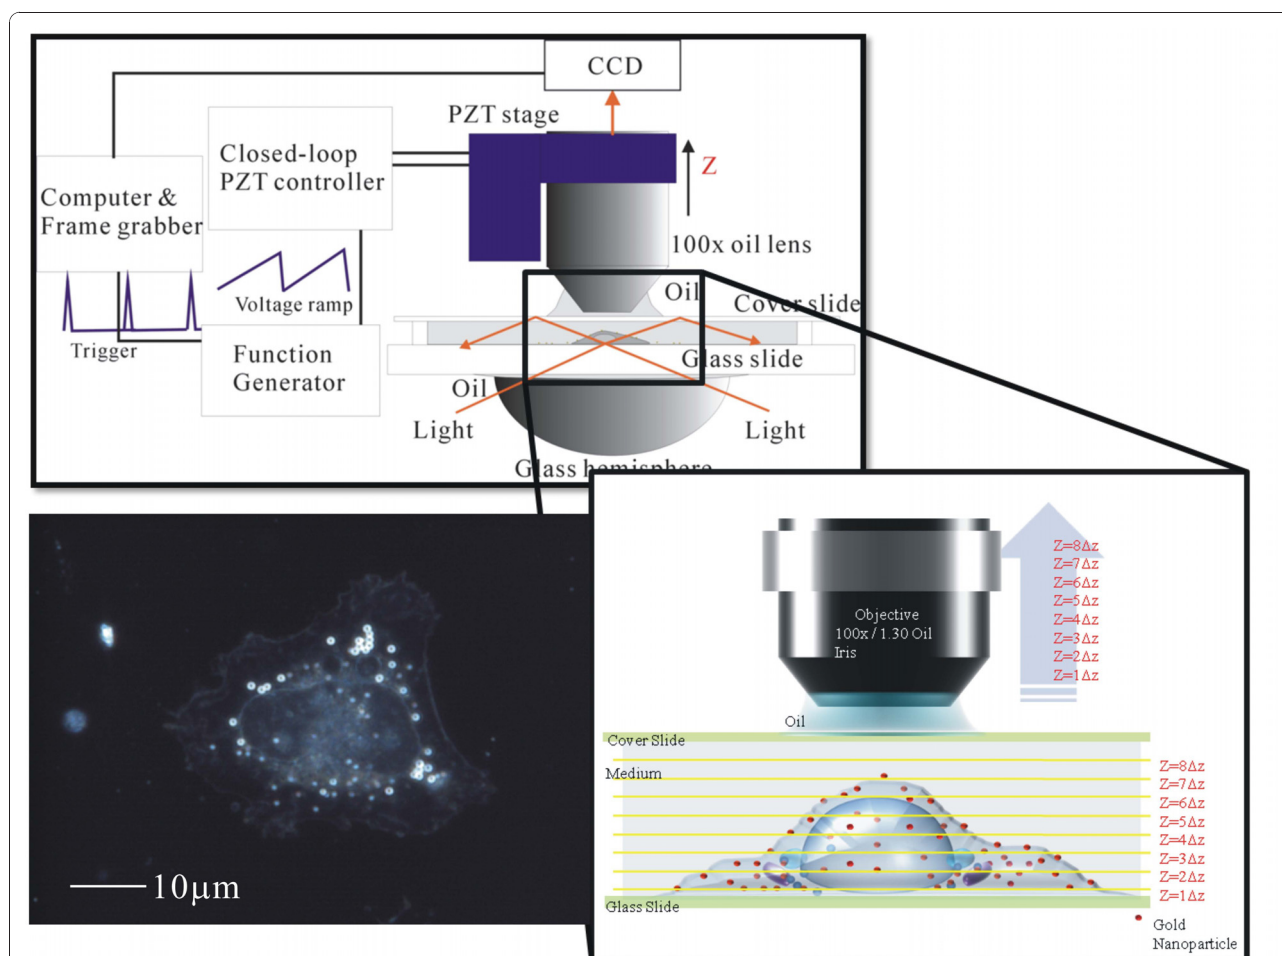 CCD
PZT stage
Closed-loop
PZT controller
Z
Computer &
Frame grabber
100x oil lens
Voltage ramp
Oil
Cover slide
Trigger
Function
Generator
Glass slide
Oil
Light
Light
Glass hemisphere
Z=8Δz
Z=7Δz
Z=6Δz
Z=5Δz
Z=4Δz
Z=3Δz
Z=2Δz
Z=1Δz
Objective
100x / 1.30 Oil
Iris
Oil
Cover Slide
Medium
Z=8Δz
Z=7Δz
Z=6Δz
Z=5Δz
Z=4Δz
Z=3Δz
Z=2Δz
Z=1Δz
Glass Slide
Gold
Nanoparticle
10μm